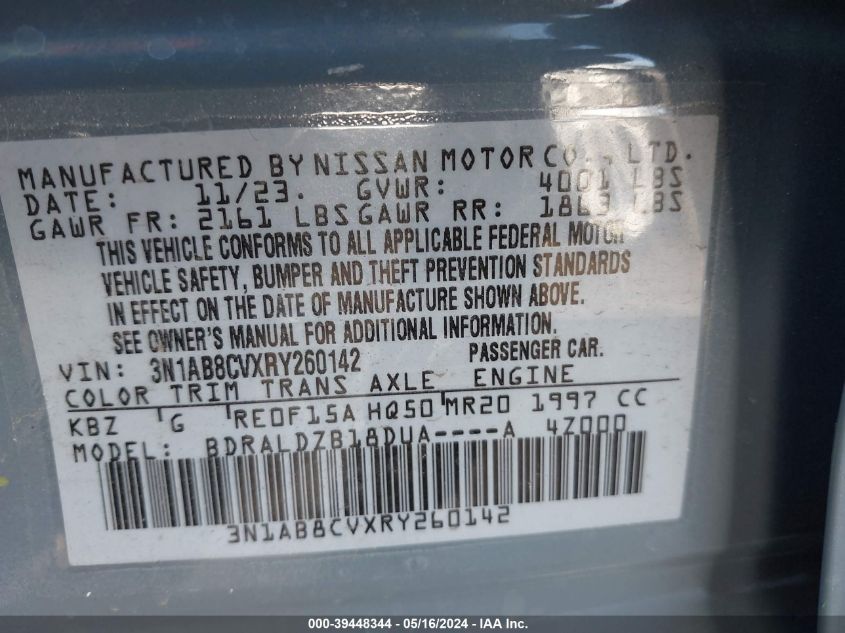 MANUFACTURED BY NISSAN MOTOR CO., LTD.
DATE: 11/23. GVWR: 4001 LBS
GAWR FR: 2161 LBS GAWR RR: 1863 LBS
THIS VEHICLE CONFORMS TO ALL APPLICABLE FEDERAL MOTOR
VEHICLE SAFETY, BUMPER AND THEFT PREVENTION STANDARDS
IN EFFECT ON THE DATE OF MANUFACTURE SHOWN ABOVE.
SEE OWNER'S MANUAL FOR ADDITIONAL INFORMATION.
VIN: 3N1AB8CVXRY260142 PASSENGER CAR.
COLOR TRIM TRANS AXLE ENGINE
KBZ G RE0F15A HQ50 MR20 1997 CC
MODEL: BDRALDZB18DUA----A 4Z000
3N1AB8CVXRY260142
000-39448344 - 05/16/2024 - IAA Inc.